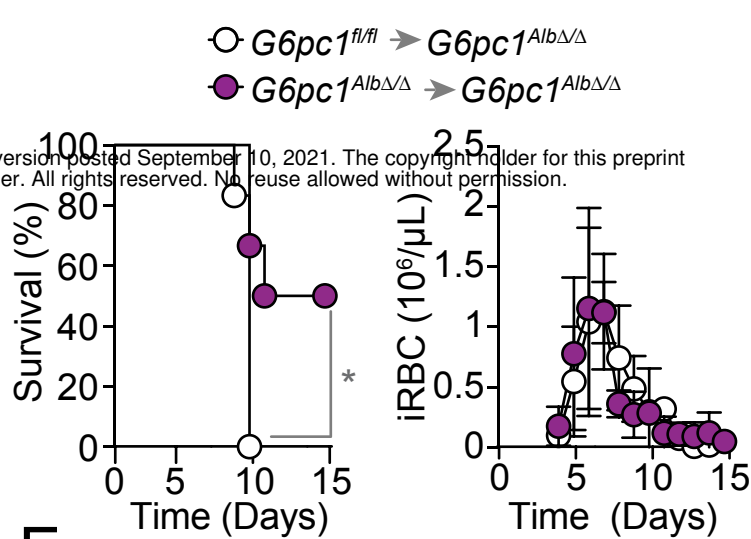 G6pc1fl/fl ➤ G6pc1AlbΔ/Δ
G6pc1AlbΔ/Δ ➤ G6pc1AlbΔ/Δ
version posted September 10, 2021. The copyright holder for this preprint
er. All rights reserved. No reuse allowed without permission.
Survival (%)
100
80
60
40
20
0
0 5 10 15
Time (Days)
*
iRBC (10⁶/μL)
2.5
2
1.5
1
0.5
0
0 5 10 15
Time (Days)